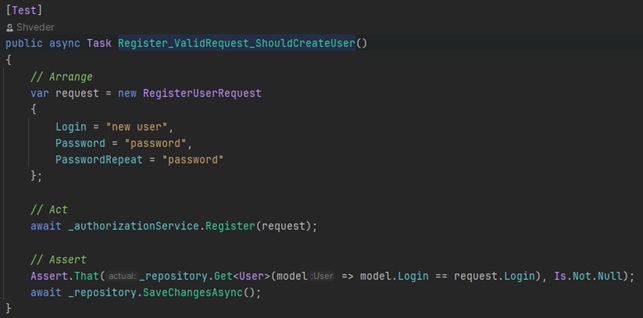 [Test]
Shveder
public async Task Register_ValidRequest_ShouldCreateUser()
{
// Arrange
var request = new RegisterUserRequest
{
Login = "new user",
Password = "password",
PasswordRepeat = "password"
};
// Act
await _authorizationService.Register(request);
// Assert
Assert.That( actual: _repository.Get<User>(model :User => model.Login == request.Login), Is.Not.Null);
await _repository.SaveChangesAsync();
}